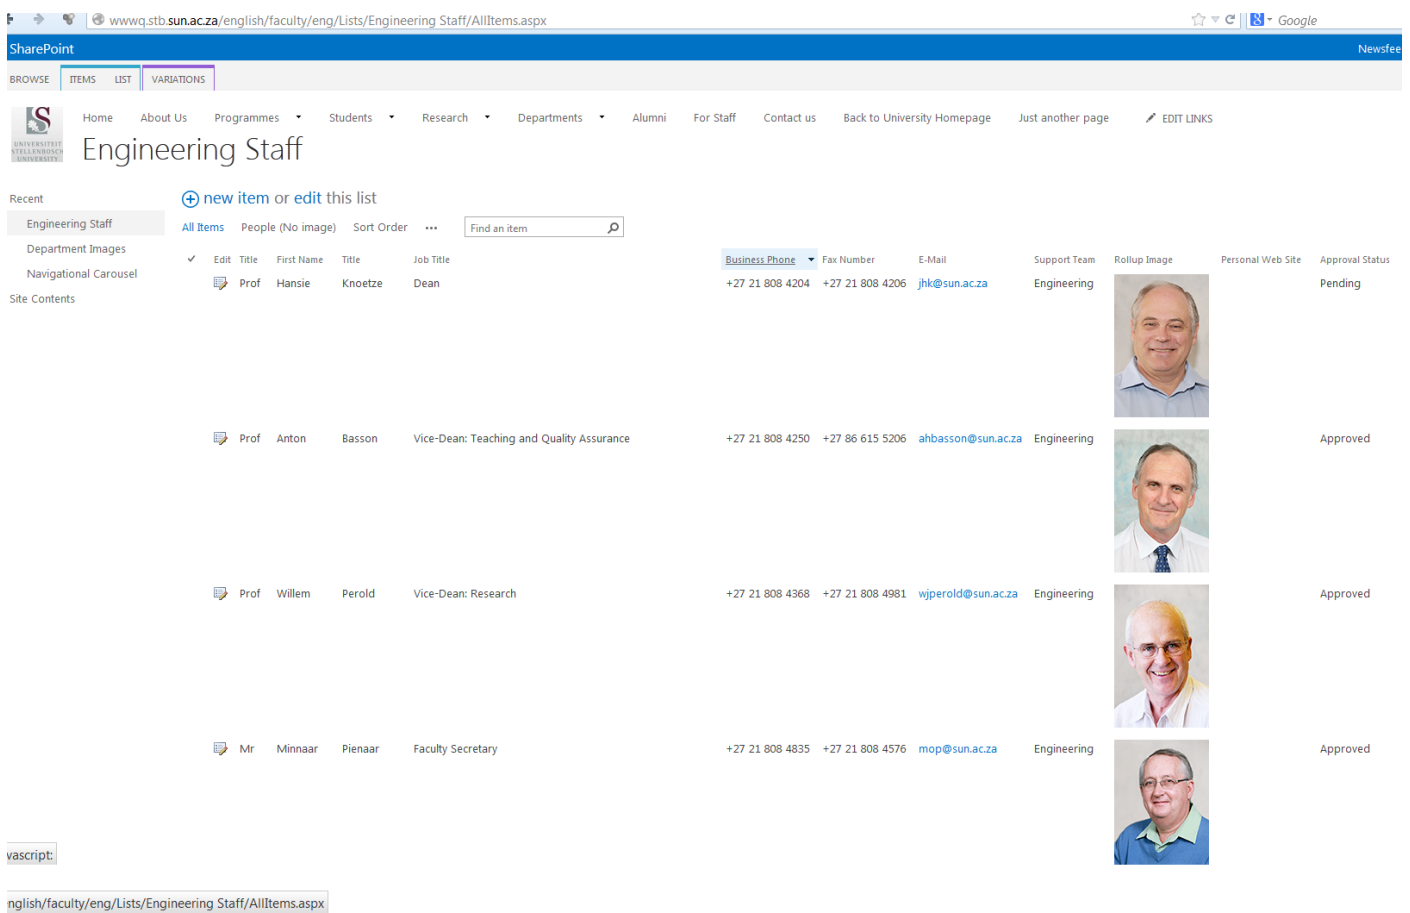 wwwq.stb.sun.ac.za/english/faculty/eng/Lists/Engineering Staff/AllItems.aspx
Google
SharePoint
Newsfee
BROWSE ITEMS LIST VARIATIONS
Home About Us Programmes Students Research Departments Alumni For Staff Contact us Back to University Homepage Just another page EDIT LINKS
UNIVERSITEIT
STELLENBOSCH
UNIVERSITY
Engineering Staff
Recent
Engineering Staff
Department Images
Navigational Carousel
Site Contents
new item or edit this list
All Items People (No image) Sort Order ... Find an item
Edit Title First Name Title Job Title Business Phone Fax Number E-Mail Support Team Rollup Image Personal Web Site Approval Status
Prof Hansie Knoetze Dean +27 21 808 4204 +27 21 808 4206 jhk@sun.ac.za Engineering Pending
Prof Anton Basson Vice-Dean: Teaching and Quality Assurance +27 21 808 4250 +27 86 615 5206 ahbasson@sun.ac.za Engineering Approved
Prof Willem Perold Vice-Dean: Research +27 21 808 4368 +27 21 808 4981 wjperold@sun.ac.za Engineering Approved
Mr Minnaar Pienaar Faculty Secretary +27 21 808 4835 +27 21 808 4576 mop@sun.ac.za Engineering Approved
vascript:
nglish/faculty/eng/Lists/Engineering Staff/AllItems.aspx